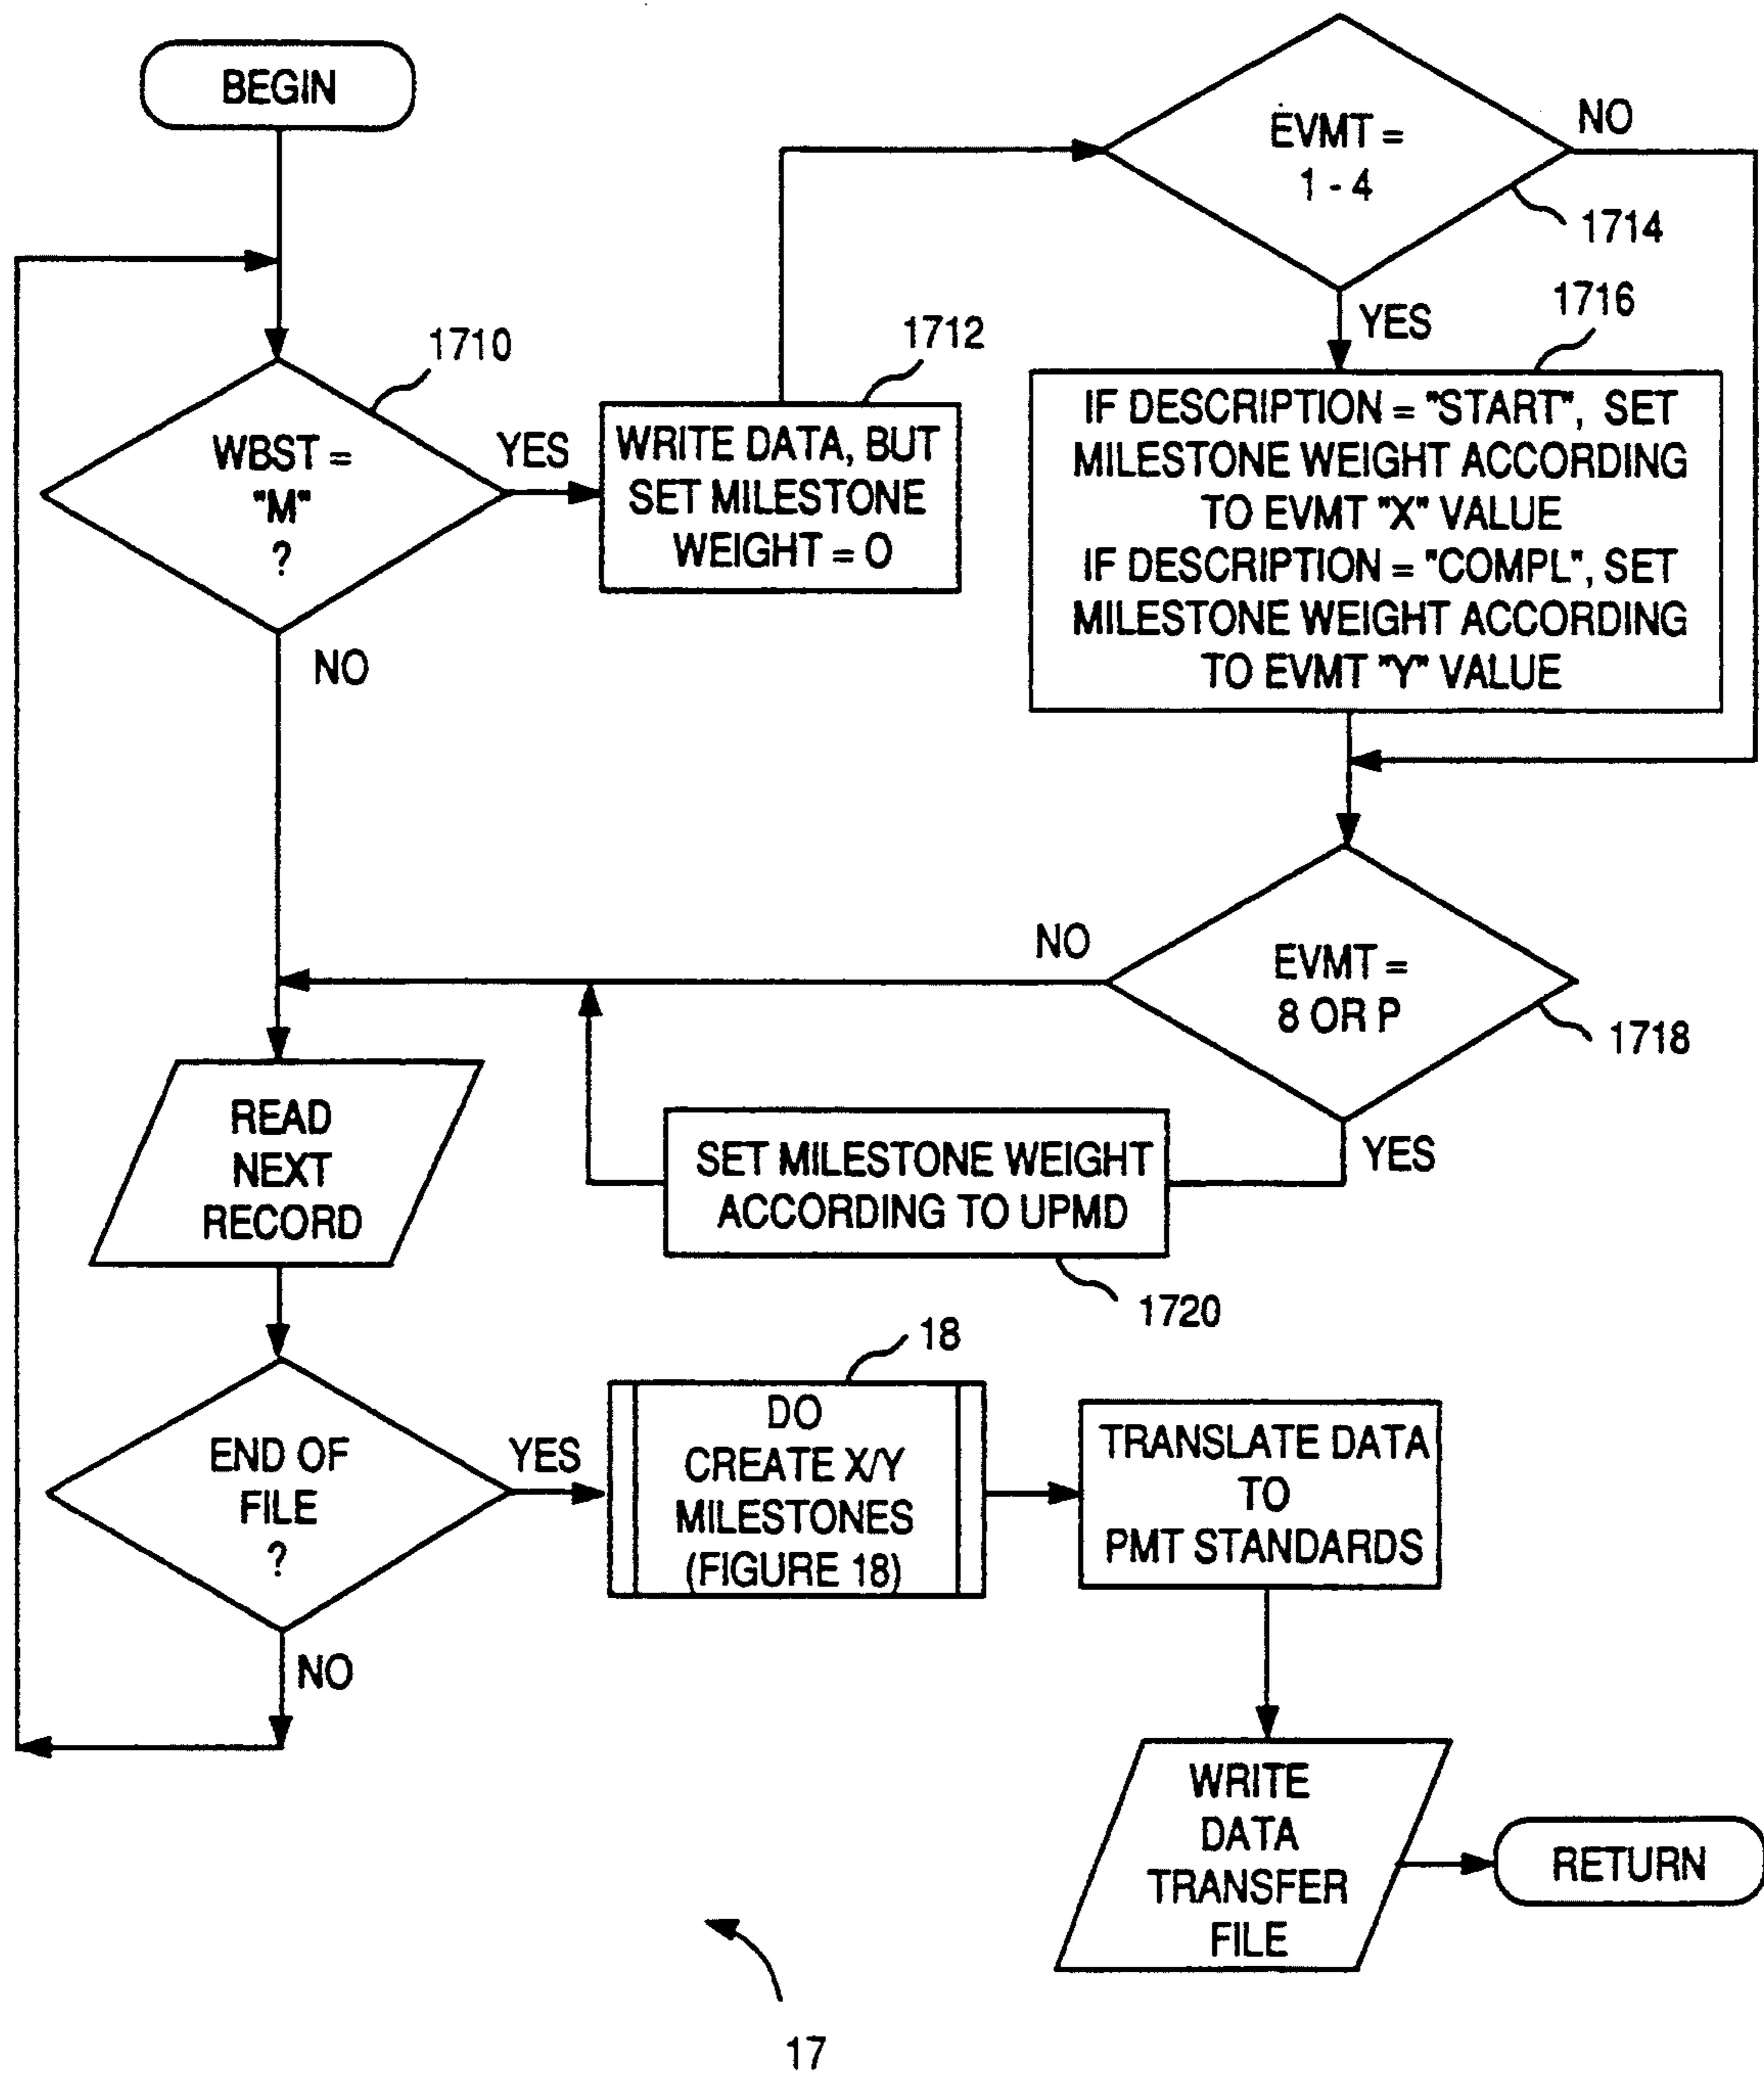 BEGIN
1710
WBST =
"M"
?
YES
NO
1712
WRITE DATA, BUT
SET MILESTONE
WEIGHT = O
EVMT =
1 - 4
NO
1714
YES
1716
IF DESCRIPTION = "START", SET
MILESTONE WEIGHT ACCORDING
TO EVMT "X" VALUE
IF DESCRIPTION = "COMPL", SET
MILESTONE WEIGHT ACCORDING
TO EVMT "Y" VALUE
NO
EVMT =
8 OR P
1718
YES
SET MILESTONE WEIGHT
ACCORDING TO UPMD
1720
READ
NEXT
RECORD
END OF
FILE
?
YES
NO
18
DO
CREATE X/Y
MILESTONES
(FIGURE 18)
TRANSLATE DATA
TO
PMT STANDARDS
WRITE
DATA
TRANSFER
FILE
RETURN
17